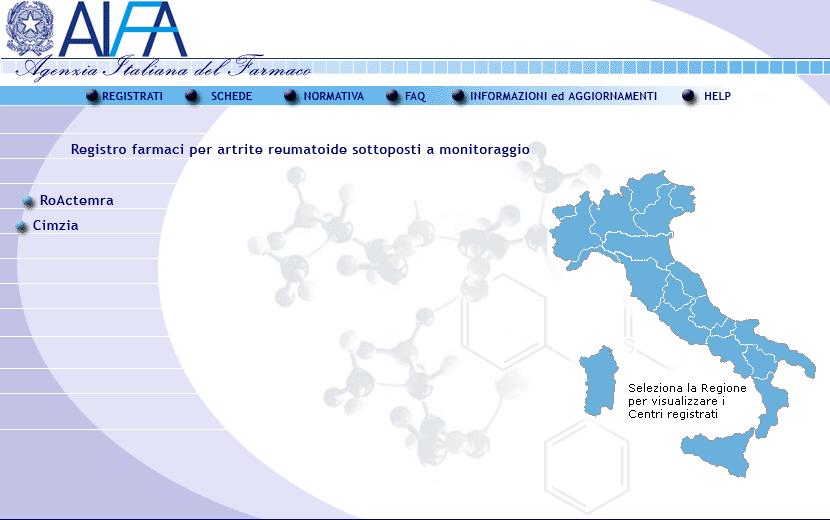 AIFA
Agenzia Italiana del Farmaco
REGISTRATI SCHEDE NORMATIVA FAQ INFORMAZIONI ed AGGIORNAMENTI HELP
Registro farmaci per artrite reumatoide sottoposti a monitoraggio
RoActemra
Cimzia
S
Seleziona la Regione
per visualizzare i
Centri registrati